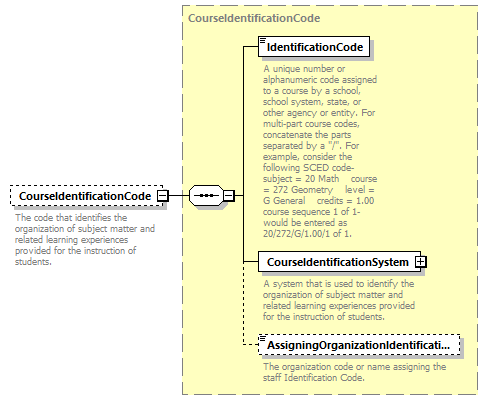 CourseIdentificationCode
IdentificationCode
A unique number or
alphanumeric code assigned
to a course by a school,
school system, state, or
other agency or entity. For
multi-part course codes,
concatenate the parts
separated by a "/". For
example, consider the
following SCED code-
subject = 20 Math    course
= 272 Geometry    level =
G General    credits = 1.00
course sequence 1 of 1-
would be entered as
20/272/G/1.00/1 of 1.
CourseIdentificationCode
The code that identifies the
organization of subject matter and
related learning experiences
provided for the instruction of
students.
CourseIdentificationSystem
A system that is used to identify the
organization of subject matter and
related learning experiences provided
for the instruction of students.
AssigningOrganizationIdentificati...
The organization code or name assigning the
staff Identification Code.